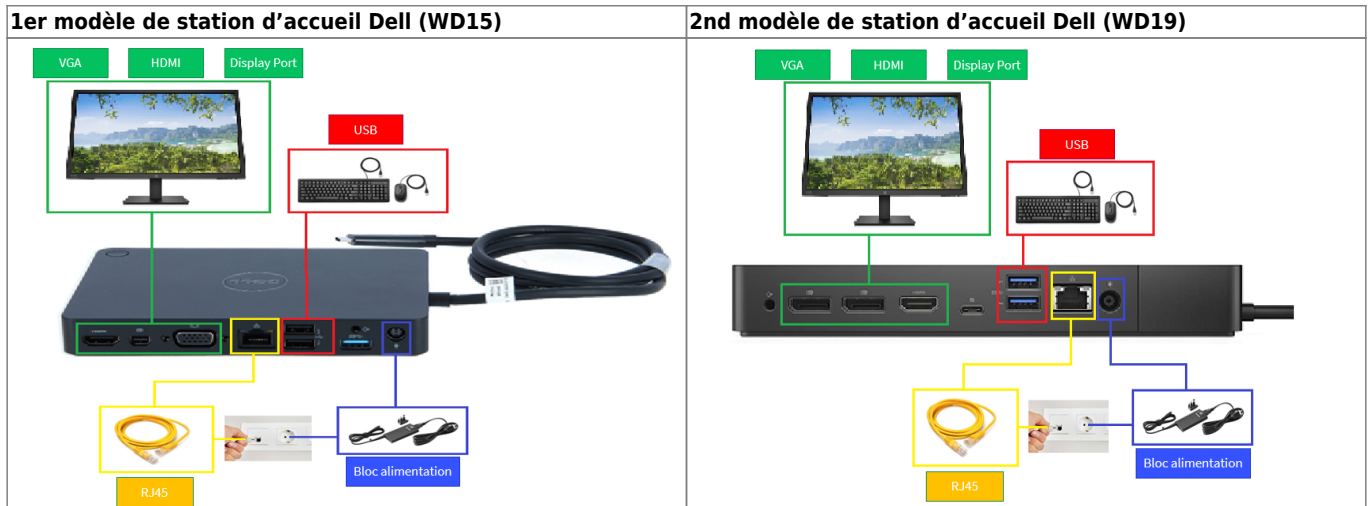 1er modèle de station d’accueil Dell (WD15)
VGA
HDMI
Display Port
USB
DELL
RJ45
Bloc alimentation
2nd modèle de station d’accueil Dell (WD19)
VGA
HDMI
Display Port
USB
RJ45
Bloc alimentation